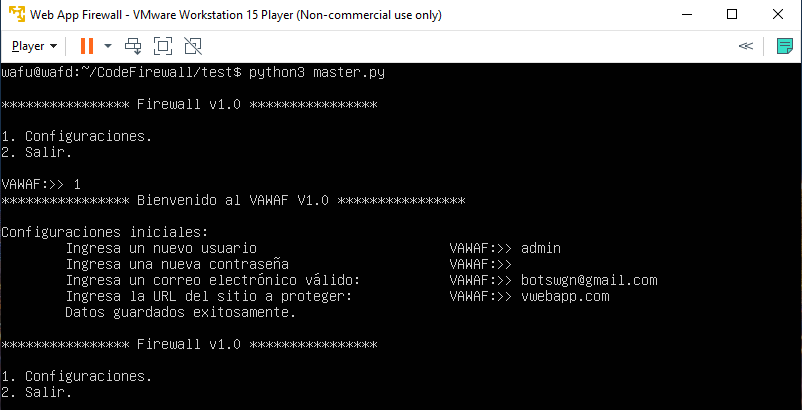 Web App Firewall - VMware Workstation 15 Player (Non-commercial use only)
Player
wafu@wafd:~/CodeFirewall/test$ python3 master.py
**************** Firewall v1.0 ****************
1. Configuraciones.
2. Salir.
VAWAF:>> 1
**************** Bienvenido al VAWAF V1.0 ****************
Configuraciones iniciales:
Ingresa un nuevo usuario VAWAF:>> admin
Ingresa una nueva contraseña VAWAF:>>
Ingresa un correo electrónico válido: VAWAF:>> botswgn@gmail.com
Ingresa la URL del sitio a proteger: VAWAF:>> vwebapp.com
Datos guardados exitosamente.
**************** Firewall v1.0 ****************
1. Configuraciones.
2. Salir.